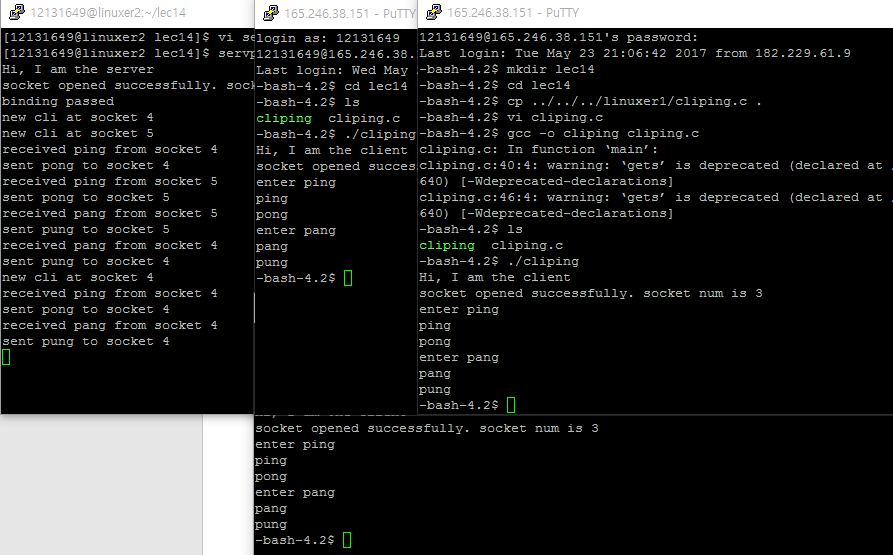 12131649@linuxer2:~/lec14
[12131649@linuxer2 lec14]$ vi se
[12131649@linuxer2 lec14]$ servp
Hi, I am the server
socket opened successfully. sock
binding passed
new cli at socket 4
new cli at socket 5
received ping from socket 4
sent pong to socket 4
received ping from socket 5
sent pong to socket 5
received pang from socket 5
sent pung to socket 5
received pang from socket 4
sent pung to socket 4
new cli at socket 4
received ping from socket 4
sent pong to socket 4
received pang from socket 4
sent pung to socket 4
165.246.38.151 - PuTTY
login as: 12131649
12131649@165.246.38.
Last login: Wed May
-bash-4.2$ cd lec14
-bash-4.2$ ls
cliping  cliping.c
-bash-4.2$ ./cliping
Hi, I am the client
socket opened succes
enter ping
ping
pong
enter pang
pang
pung
-bash-4.2$
165.246.38.151 - PuTTY
12131649@165.246.38.151's password:
Last login: Tue May 23 21:06:42 2017 from 182.229.61.9
-bash-4.2$ mkdir lec14
-bash-4.2$ cd lec14
-bash-4.2$ cp ../../../linuxer1/cliping.c .
-bash-4.2$ vi cliping.c
-bash-4.2$ gcc -o cliping cliping.c
cliping.c: In function ‘main’:
cliping.c:40:4: warning: ‘gets’ is deprecated (declared at /
640) [-Wdeprecated-declarations]
cliping.c:46:4: warning: ‘gets’ is deprecated (declared at /
640) [-Wdeprecated-declarations]
-bash-4.2$ ls
cliping  cliping.c
-bash-4.2$ ./cliping
Hi, I am the client
socket opened successfully. socket num is 3
enter ping
ping
pong
enter pang
pang
pung
-bash-4.2$
socket opened successfully. socket num is 3
enter ping
ping
pong
enter pang
pang
pung
-bash-4.2$